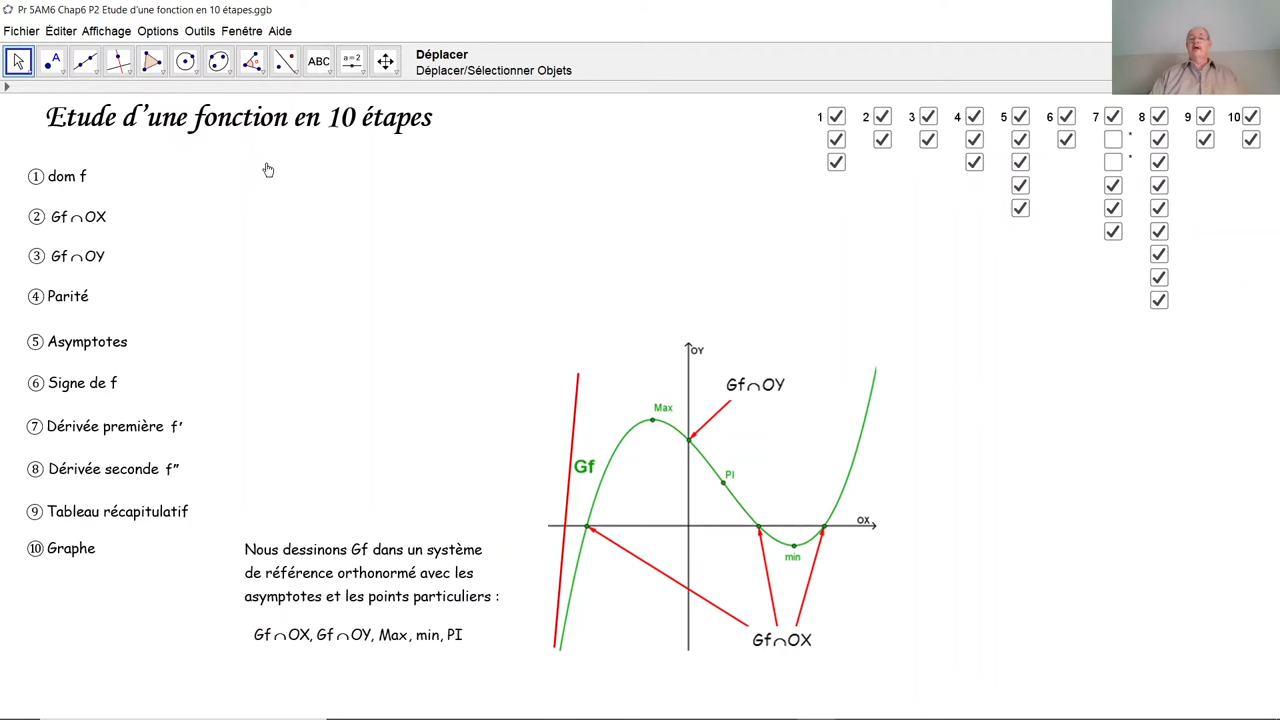 Pr 5AM6 Chap6 P2 Etude d'une fonction en 10 étapes.ggb
Fichier Éditer Affichage Options Outils Fenêtre Aide
A ABC a=2
Déplacer
Déplacer/Sélectionner Objets
Etude d'une fonction en 10 étapes
1 2 3 4 5 6 7 8 9 10
* 
*
① dom f
② Gf∩OX
③ Gf∩OY
④ Parité
⑤ Asymptotes
⑥ Signe de f
⑦ Dérivée première f'
⑧ Dérivée seconde f"
⑨ Tableau récapitulatif
⑩ Graphe
Nous dessinons Gf dans un système
de référence orthonormé avec les
asymptotes et les points particuliers :
Gf∩OX, Gf∩OY, Max, min, PI
OY
Gf∩OY
Max
Gf
PI
OX
min
Gf∩OX